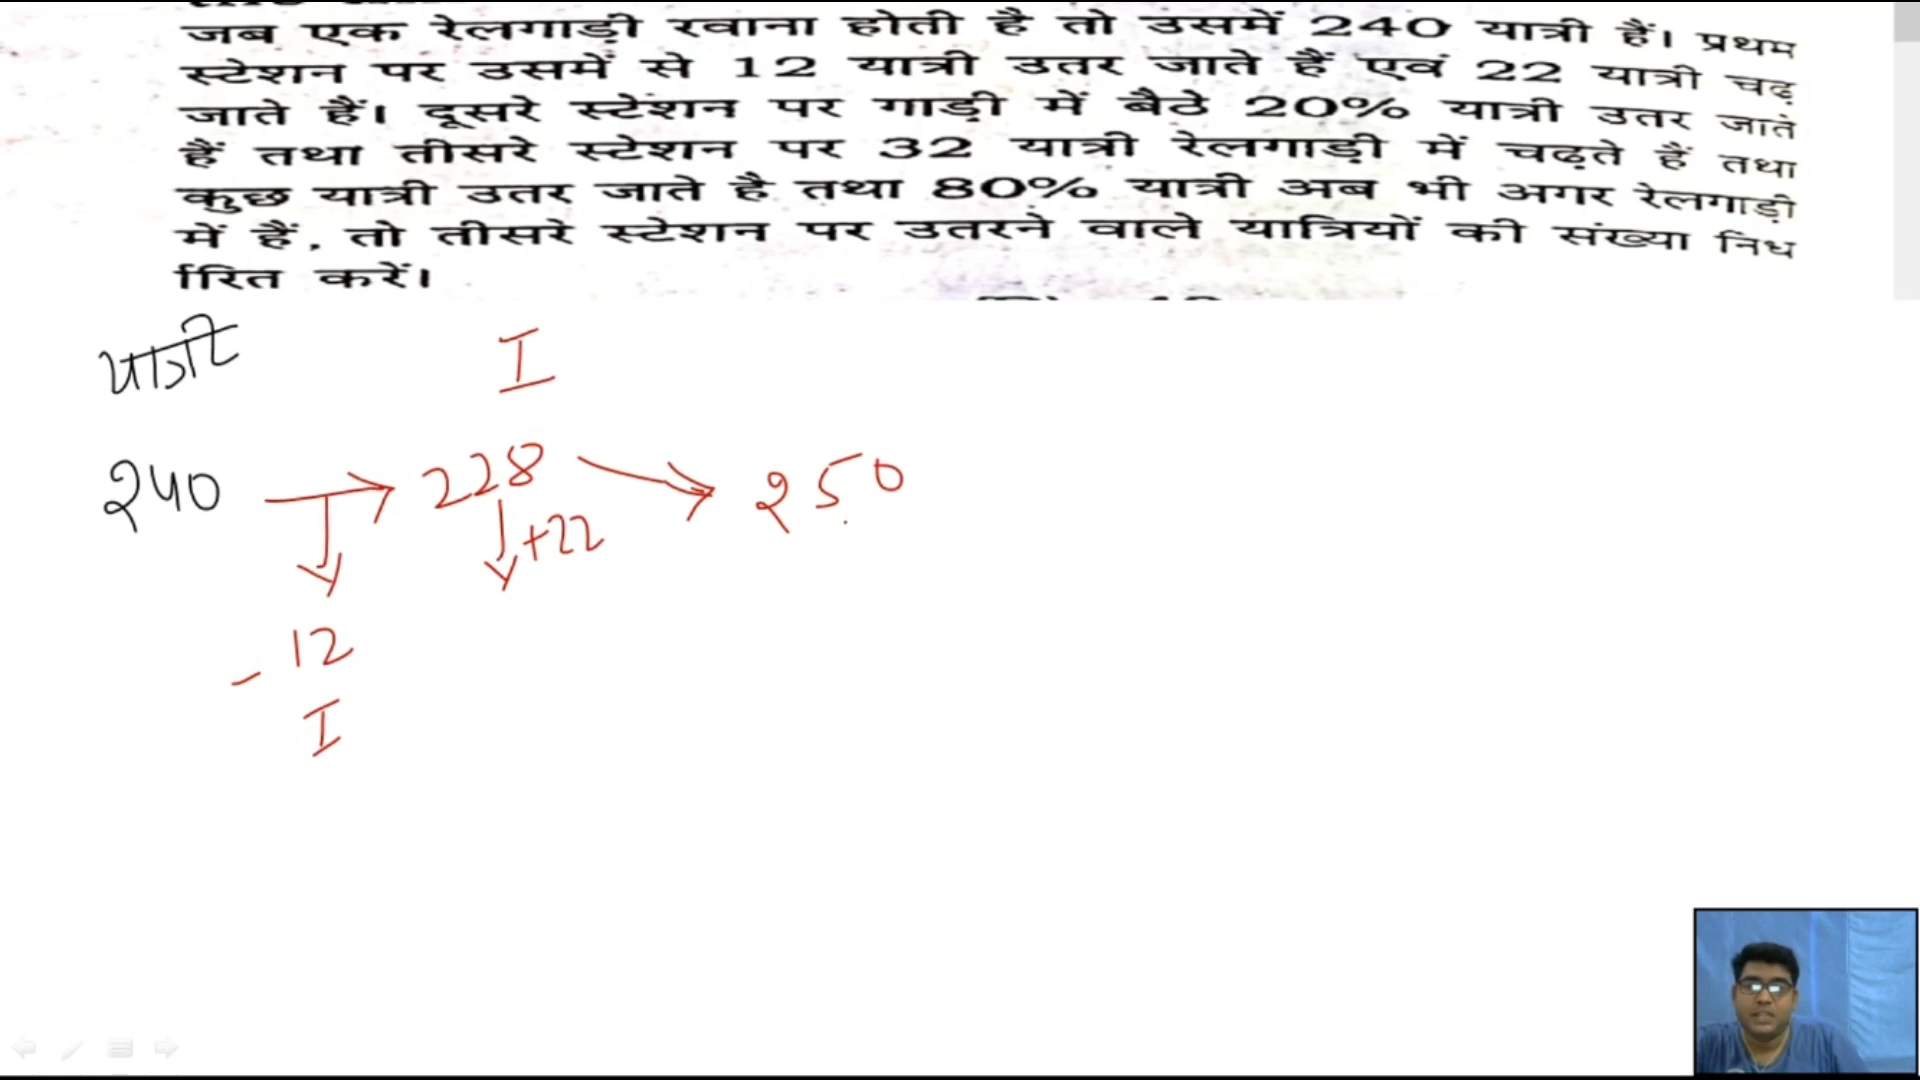 जब एक रेलगाड़ी रवाना होती है तो उसमें 240 यात्री हैं। प्रथम
स्टेशन पर उसमें से 12 यात्री उतर जाते हैं एवं 22 यात्री चढ़
जाते हैं। दूसरे स्टेशन पर गाड़ी में बैठे 20% यात्री उतर जाते
हैं तथा तीसरे स्टेशन पर 32 यात्री रेलगाड़ी में चढ़ते हैं तथा
कुछ यात्री उतर जाते है तथा 80% यात्री अब भी अगर रेलगाड़ी
में हैं, तो तीसरे स्टेशन पर उतरने वाले यात्रियों की संख्या निध
र्ारित करें।
I
240 → 228 → 250
+22
- 12
I